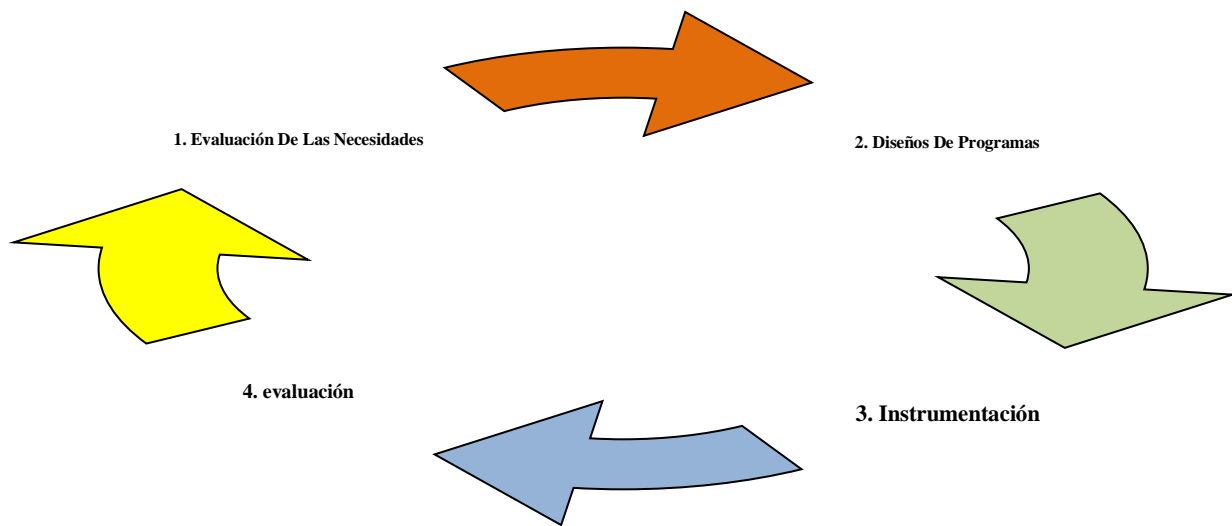 1. Evaluación De Las Necesidades
2. Diseños De Programas
4. evaluación
3. Instrumentación